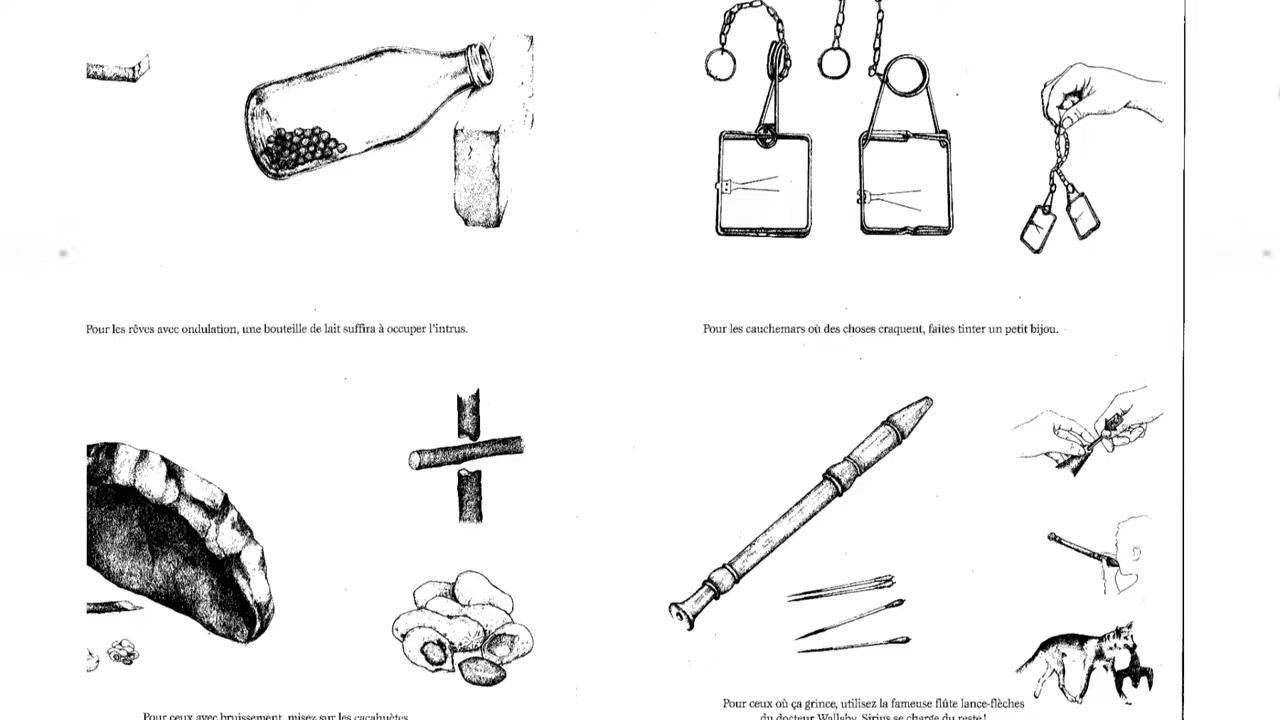 Pour les rêves avec ondulation, une bouteille de lait suffira à occuper l'intrus.
Pour les cauchemars où des choses craquent, faites tinter un petit bijou.
Pour ceux avec bruissement, misez sur les cacahuètes
Pour ceux où ça grince, utilisez la fameuse flûte lance-flèches
du docteur Wallaby. Sirius se charge du reste!